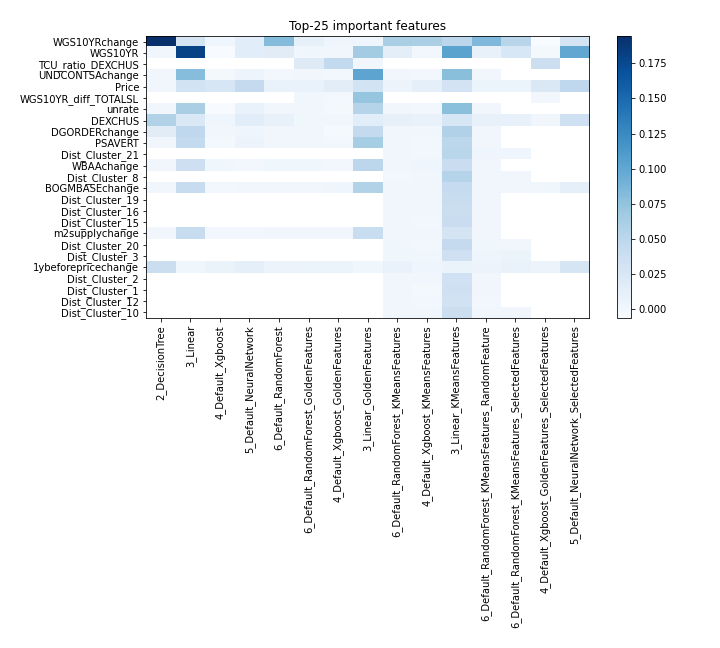 Top-25 important features
WGS10YRchange
WGS10YR
TCU_ratio_DEXCHUS
UNDCONTSAchange
Price
WGS10YR_diff_TOTALSL
unrate
DEXCHUS
DGORDERchange
PSAVERT
Dist_Cluster_21
WBAAchange
Dist_Cluster_8
BOGMBASEchange
Dist_Cluster_19
Dist_Cluster_16
Dist_Cluster_15
m2supplychange
Dist_Cluster_20
Dist_Cluster_3
1ybeforepricechange
Dist_Cluster_2
Dist_Cluster_1
Dist_Cluster_12
Dist_Cluster_10
2_DecisionTree
3_Linear
4_Default_Xgboost
5_Default_NeuralNetwork
6_Default_RandomForest
6_Default_RandomForest_GoldenFeatures
4_Default_Xgboost_GoldenFeatures
3_Linear_GoldenFeatures
6_Default_RandomForest_KMeansFeatures
4_Default_Xgboost_KMeansFeatures
3_Linear_KMeansFeatures
6_Default_RandomForest_KMeansFeatures_RandomFeature
6_Default_RandomForest_KMeansFeatures_SelectedFeatures
4_Default_Xgboost_GoldenFeatures_SelectedFeatures
5_Default_NeuralNetwork_SelectedFeatures
0.175
0.150
0.125
0.100
0.075
0.050
0.025
0.000